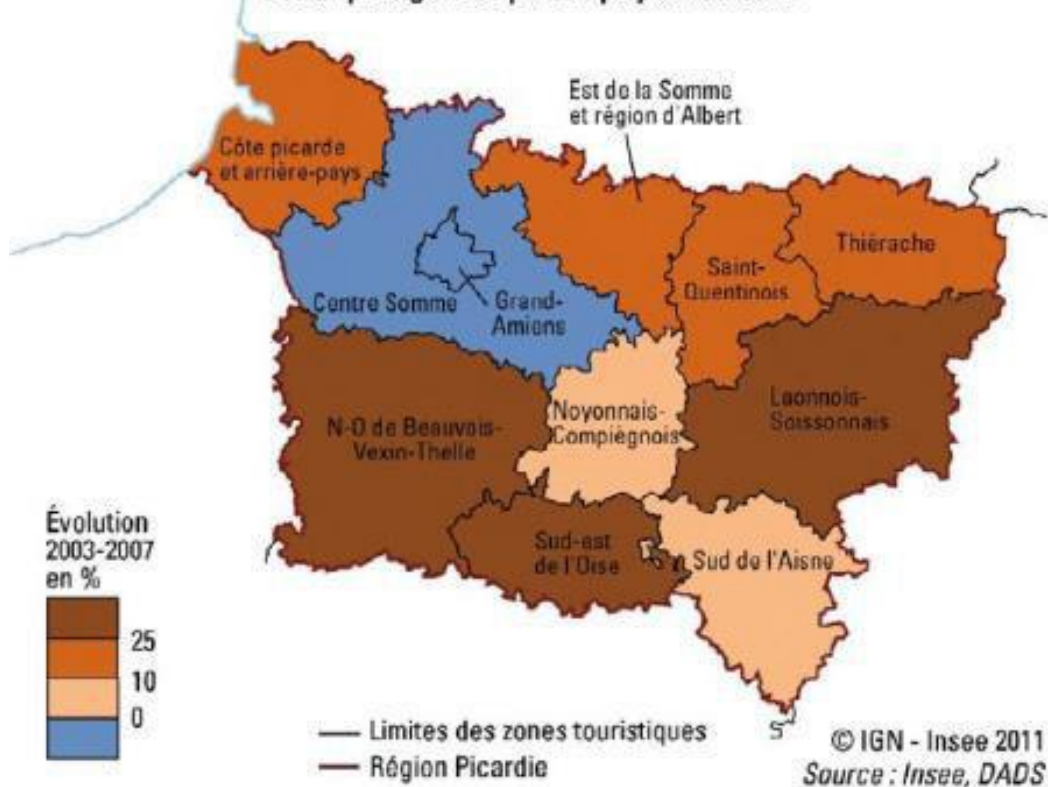 Est de la Somme
et région d'Albert
Côte picarde
et arrière-pays
Thiérache
Saint-
Quentinois
Centre Somme
Grand-
Amiens
Laonnois-
Soissonnais
Noyonnais-
Compiégnois
N-O de Beauvais-
Vexin-Thelle
Sud-est
de l'Oise
Sud de l'Aisne
Évolution
2003-2007
en %
25
10
0
Limites des zones touristiques
Région Picardie
© IGN - Insee 2011
Source : Insee, DADS